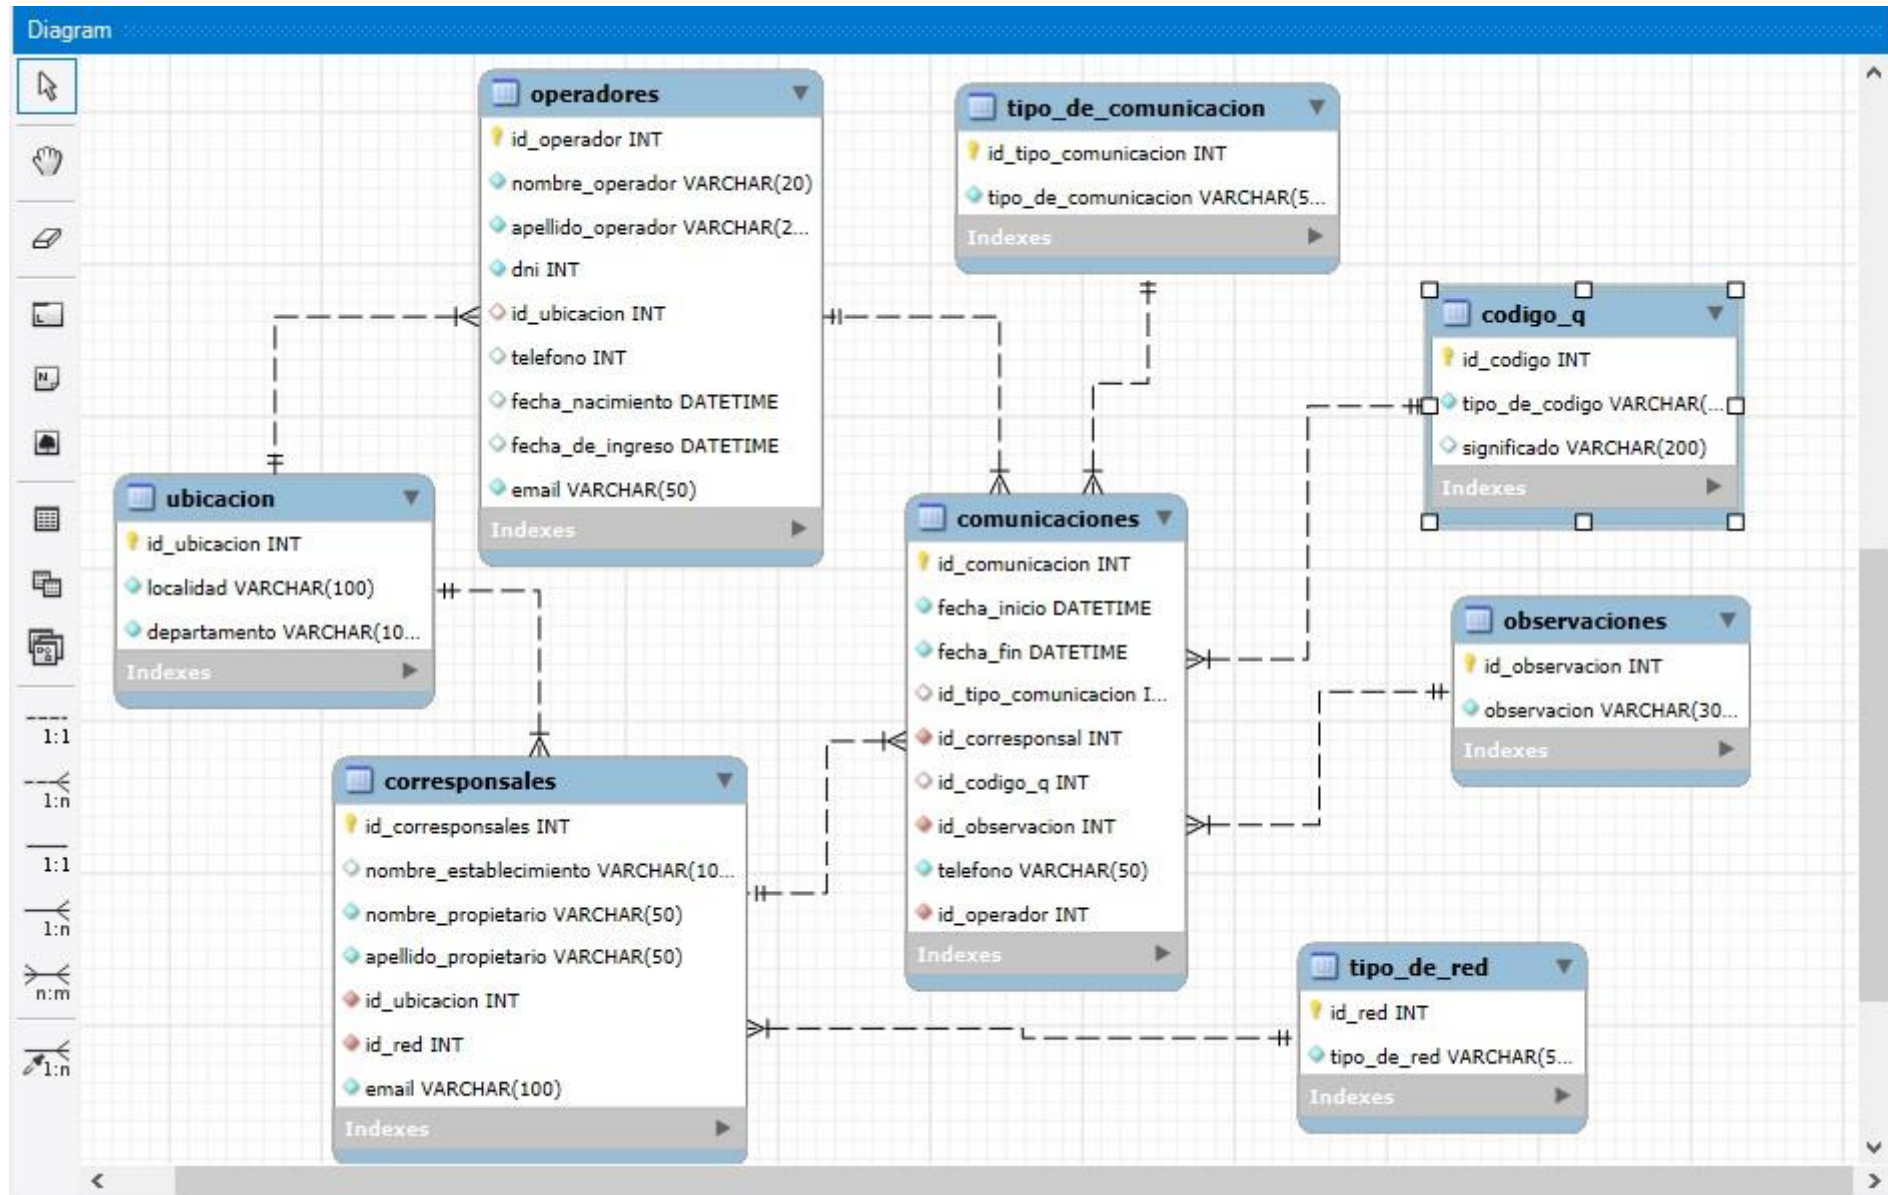 Diagram
operadores
id_operador INT
nombre_operador VARCHAR(20)
apellido_operador VARCHAR(2...
dni INT
id_ubicacion INT
telefono INT
fecha_nacimiento DATETIME
fecha_de_ingreso DATETIME
email VARCHAR(50)
Indexes
tipo_de_comunicacion
id_tipo_comunicacion INT
tipo_de_comunicacion VARCHAR(5...
Indexes
codigo_q
id_codigo INT
tipo_de_codigo VARCHAR(...
significado VARCHAR(200)
Indexes
ubicacion
id_ubicacion INT
localidad VARCHAR(100)
departamento VARCHAR(10...
Indexes
comunicaciones
id_comunicacion INT
fecha_inicio DATETIME
fecha_fin DATETIME
id_tipo_comunicacion I...
id_corresponsal INT
id_codigo_q INT
id_observacion INT
telefono VARCHAR(50)
id_operador INT
Indexes
observaciones
id_observacion INT
observacion VARCHAR(30...
Indexes
corresponsales
id_corresponsales INT
nombre_establecimiento VARCHAR(10...
nombre_propietario VARCHAR(50)
apellido_propietario VARCHAR(50)
id_ubicacion INT
id_red INT
email VARCHAR(100)
Indexes
tipo_de_red
id_red INT
tipo_de_red VARCHAR(5...
Indexes
1:1
1:n
1:1
1:n
n:m
1:n